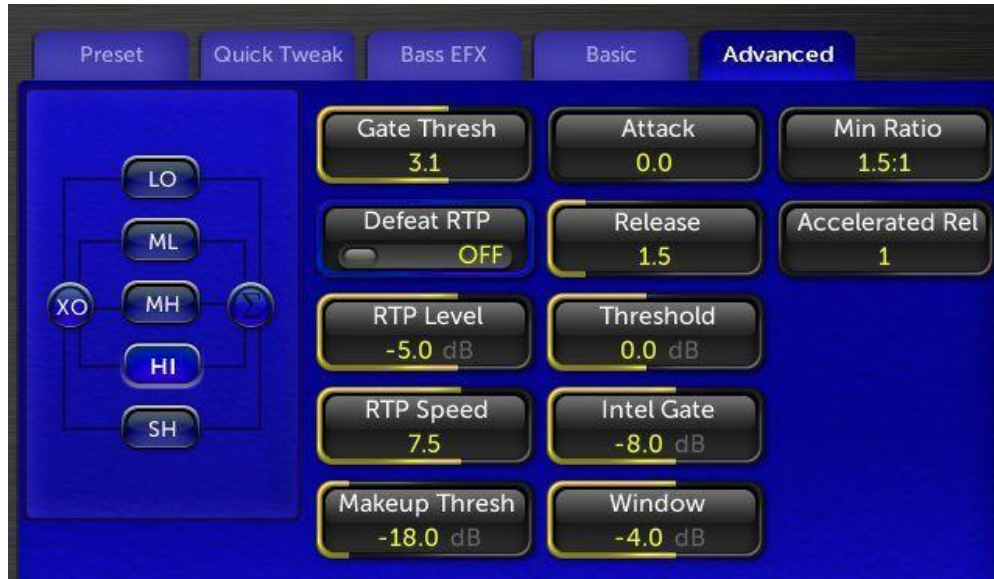 Preset
Quick Tweak
Bass EFX
Basic
Advanced
LO
ML
XO
MH
Σ
HI
SH
Gate Thresh
3.1
Attack
0.0
Min Ratio
1.5:1
Defeat RTP
OFF
Release
1.5
Accelerated Rel
1
RTP Level
-5.0 dB
Threshold
0.0 dB
RTP Speed
7.5
Intel Gate
-8.0 dB
Makeup Thresh
-18.0 dB
Window
-4.0 dB